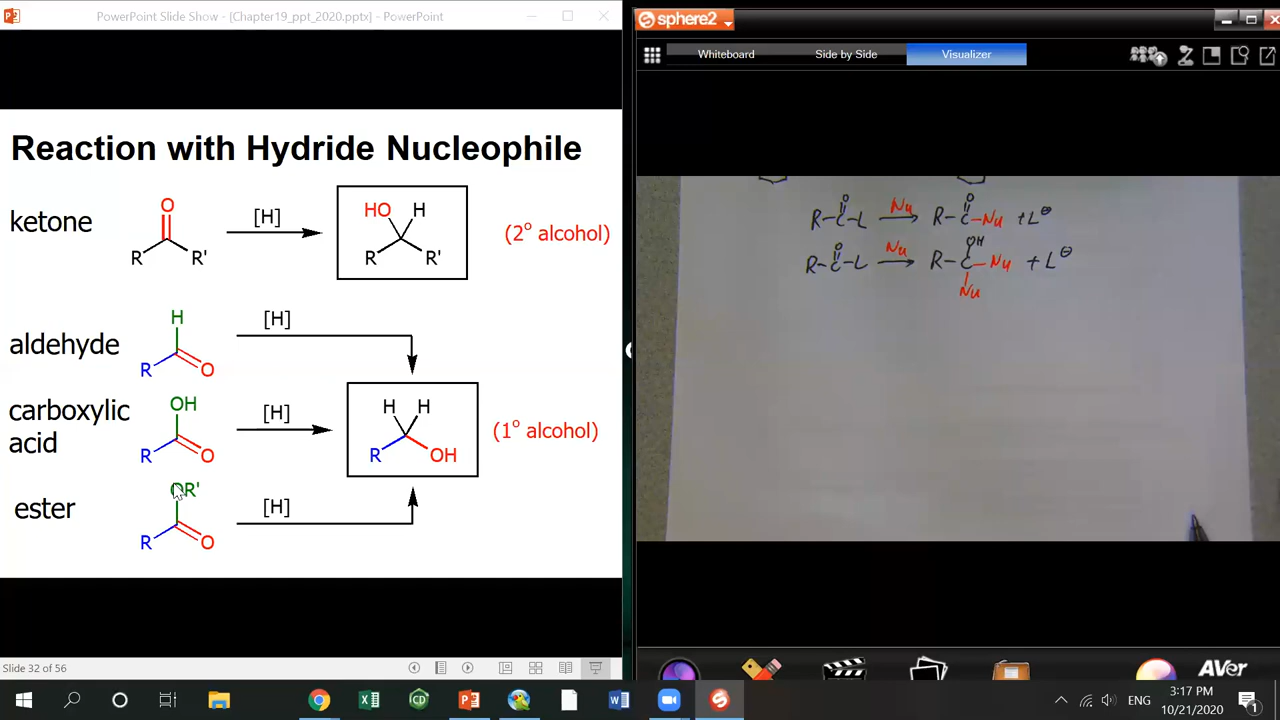 PowerPoint Slide Show - [Chapter19_ppt_2020.pptx] - PowerPoint
Reaction with Hydride Nucleophile
ketone
O
R R'
[H]
HO H
R R'
(2° alcohol)
aldehyde
H
R O
[H]
carboxylic
acid
OH
R O
[H]
H H
R OH
(1° alcohol)
ester
OR'
R O
[H]
Slide 32 of 56
sphere2
Whiteboard Side by Side Visualizer
O Nu O
R-C-L R-C-Nu + L⊖
O Nu OH
R-C-L R-C-Nu + L⊖
Nu
AVer
ENG
3:17 PM
10/21/2020
1